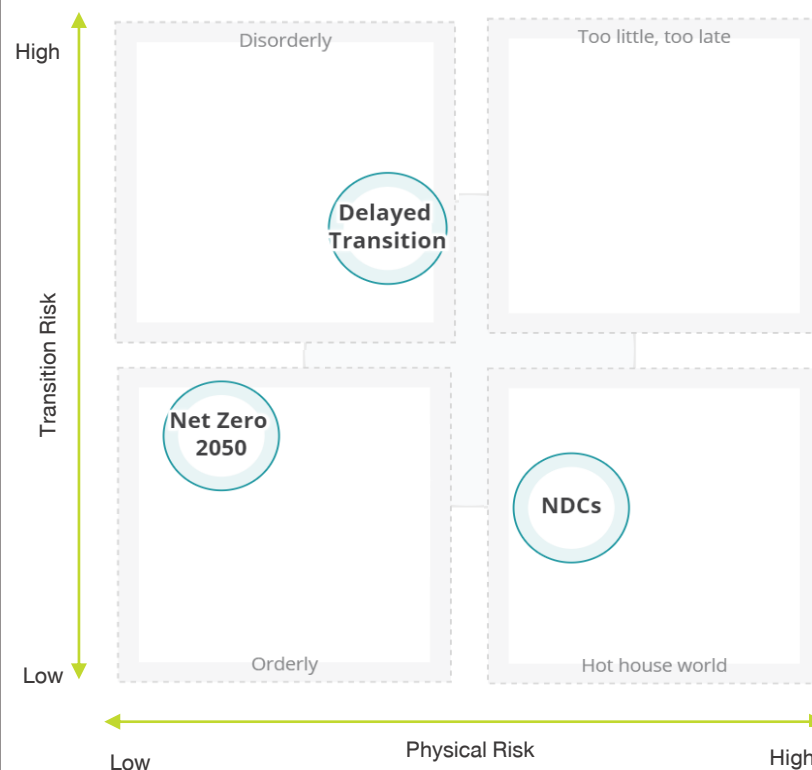 High
Disorderly
Too little, too late
Delayed
Transition
Transition Risk
Net Zero
2050
NDCs
Orderly
Hot house world
Low
Physical Risk
Low
High